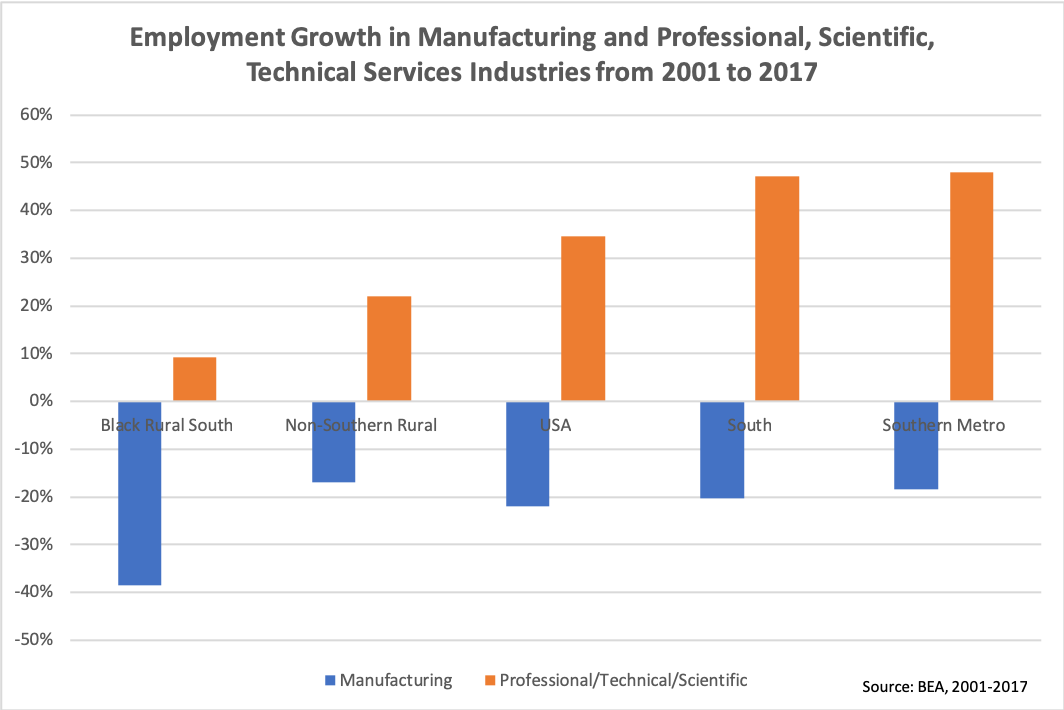 Employment Growth in Manufacturing and Professional, Scientific,
Technical Services Industries from 2001 to 2017
60%
50%
40%
30%
20%
10%
0%
Black Rural South Non-Southern Rural USA South Southern Metro
-10%
-20%
-30%
-40%
-50%
Manufacturing Professional/Technical/Scientific
Source: BEA, 2001-2017